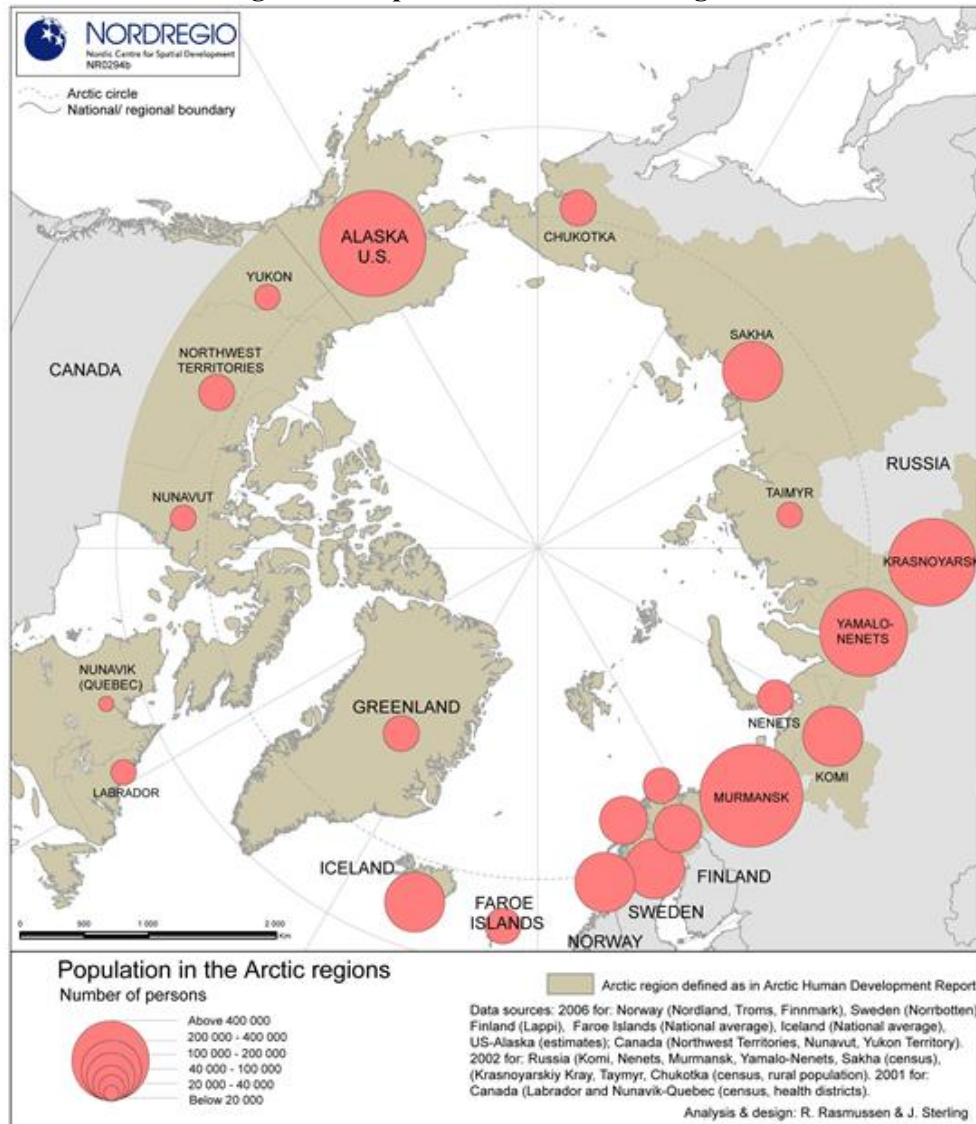 NORDREGIO
Nordic Centre for Spatial Development
NR0294b
Arctic circle
National/ regional boundary
ALASKA
U.S.
CHUKOTKA
YUKON
CANADA
NORTHWEST
TERRITORIES
SAKHA
RUSSIA
NUNAVUT
TAIMYR
KRASNOYARSK
YAMALO-
NENETS
NUNAVIK
(QUEBEC)
GREENLAND
NENETS
LABRADOR
KOMI
MURMANSK
ICELAND
FINLAND
FAROE
ISLANDS
SWEDEN
NORWAY
0 500 1 000 2 000
Km
Population in the Arctic regions
Number of persons
Above 400 000
200 000 - 400 000
100 000 - 200 000
40 000 - 100 000
20 000 - 40 000
Below 20 000
Arctic region defined as in Arctic Human Development Report
Data sources: 2006 for: Norway (Nordland, Troms, Finnmark), Sweden (Norrbotten)
Finland (Lappi), Faroe Islands (National average), Iceland (National average),
US-Alaska (estimates); Canada (Northwest Territories, Nunavut, Yukon Territory).
2002 for: Russia (Komi, Nenets, Murmansk, Yamalo-Nenets, Sakha (census),
(Krasnoyarskiy Kray, Taymyr, Chukotka (census, rural population). 2001 for:
Canada (Labrador and Nunavik-Quebec (census, health districts).
Analysis & design: R. Rasmussen & J. Sterling